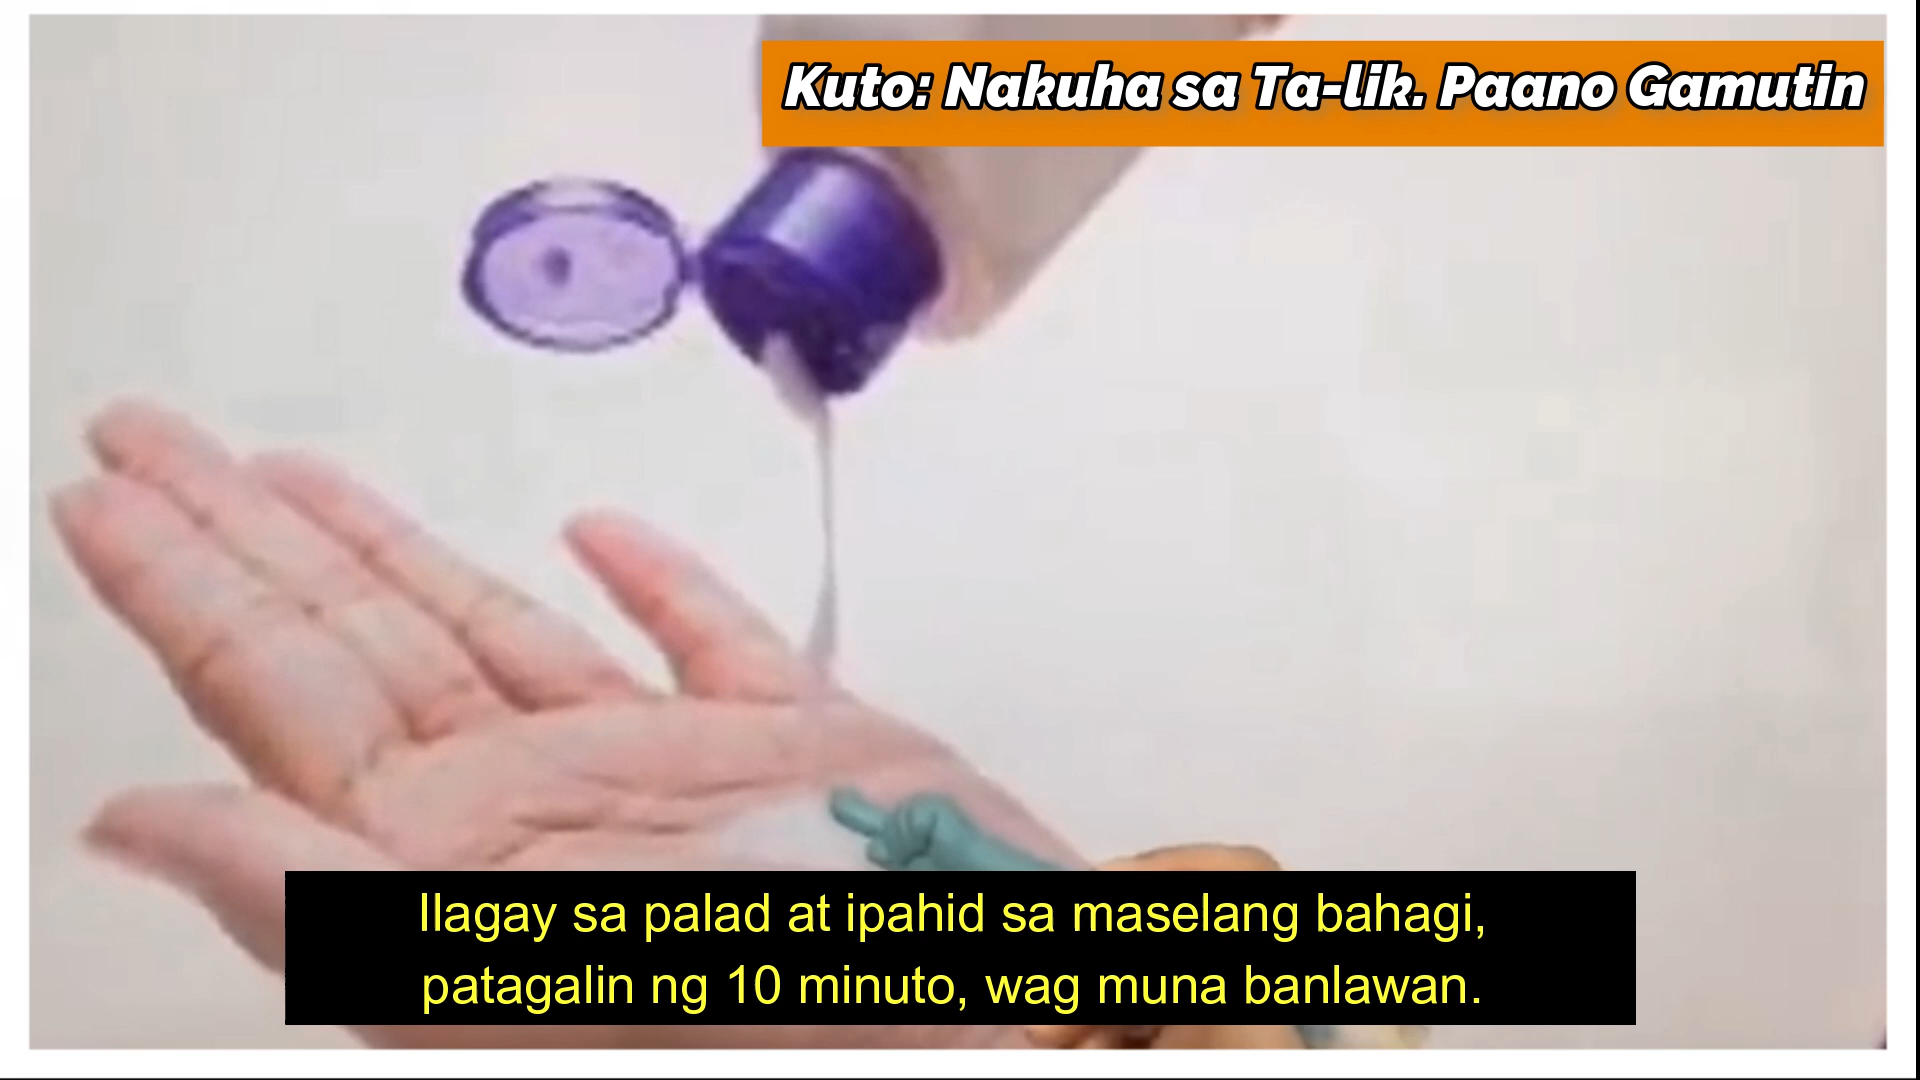 Kuto: Nakuha sa Ta-lik. Paano Gamutin
Ilagay sa palad at ipahid sa maselang bahagi,
patagalin ng 10 minuto, wag muna banlawan.